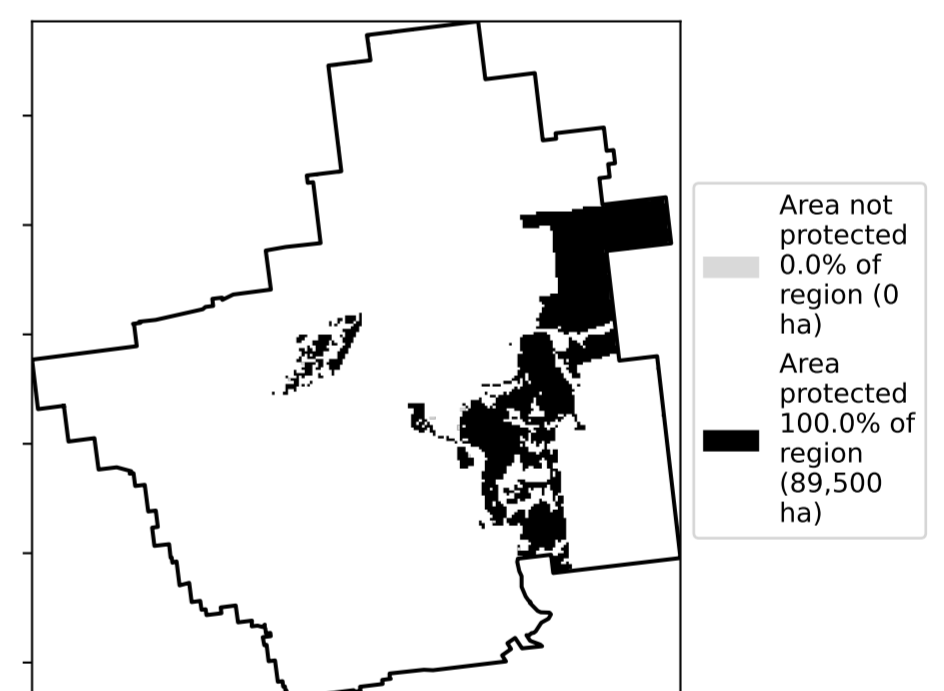 Area not
protected
0.0% of
region (0
ha)
Area
protected
100.0% of
region
(89,500
ha)